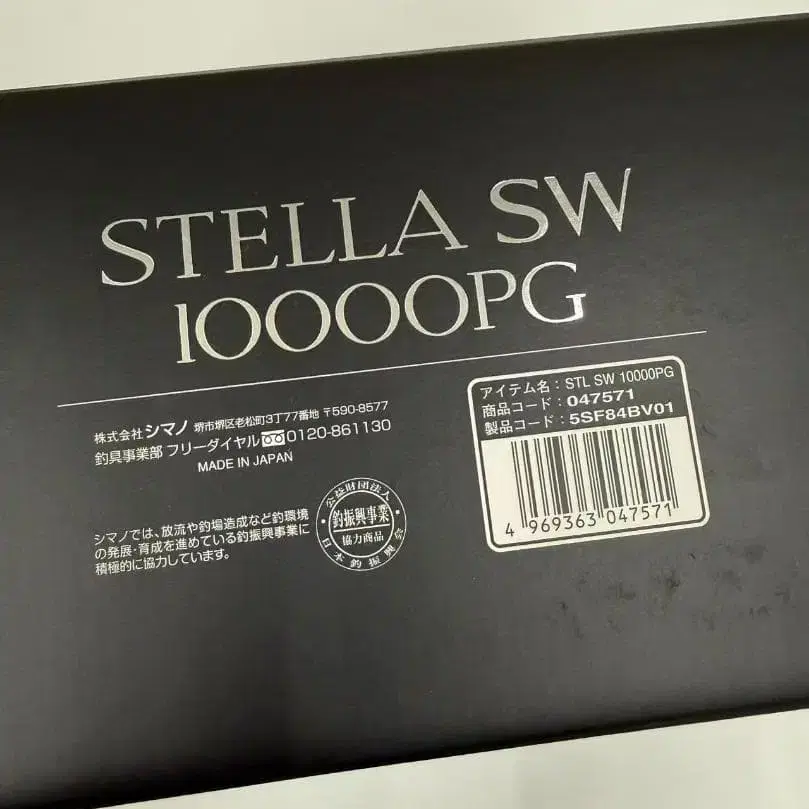 STELLA SW
10000PG
株式会社シマノ 堺市堺区老松町3丁77番地 〒590-8577
釣具事業部 フリーダイヤル 0120-861130
MADE IN JAPAN
シマノでは、放流や釣場造成など釣環境
の発展・育成を進めている釣振興事業に
積極的に協力しています。
公益財団法人
釣振興事業
協力商品
日本釣振興会
アイテム名：STL SW 10000PG
商品コード：047571
製品コード：5SF84BV01
4 969363 047571